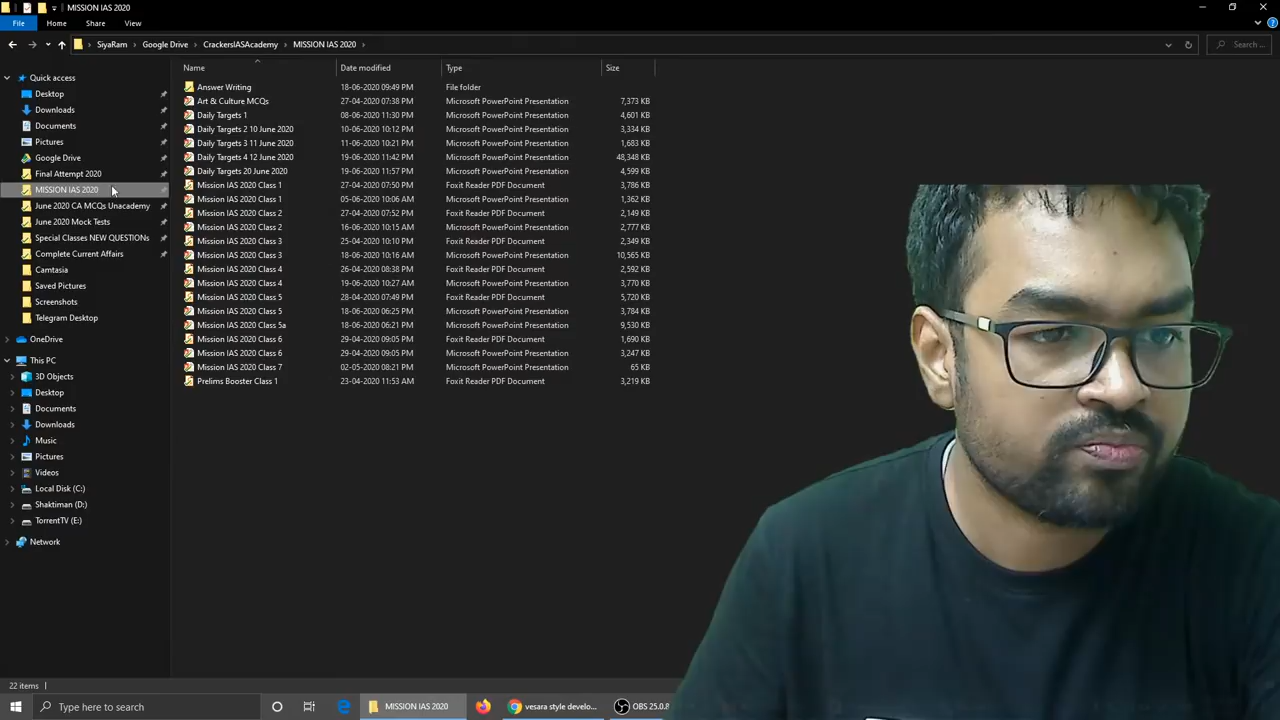 MISSION IAS 2020
File Home Share View
SiyaRam Google Drive CrackersIASAcademy MISSION IAS 2020 Search ...
Name Date modified Type Size
Quick access
Desktop
Downloads
Documents
Pictures
Google Drive
Final Attempt 2020
MISSION IAS 2020
June 2020 CA MCQs Unacademy
June 2020 Mock Tests
Special Classes NEW QUESTIONs
Complete Current Affairs
Camtasia
Saved Pictures
Screenshots
Telegram Desktop
OneDrive
This PC
3D Objects
Desktop
Documents
Downloads
Music
Pictures
Videos
Local Disk (C:)
Shaktiman (D:)
TorrentTV (E:)
Network
Answer Writing 18-06-2020 09:49 PM File folder
Art & Culture MCQs 27-04-2020 07:38 PM Microsoft PowerPoint Presentation 7,373 KB
Daily Targets 1 08-06-2020 11:30 PM Microsoft PowerPoint Presentation 4,601 KB
Daily Targets 2 10 June 2020 10-06-2020 10:12 PM Microsoft PowerPoint Presentation 3,334 KB
Daily Targets 3 11 June 2020 11-06-2020 10:21 PM Microsoft PowerPoint Presentation 1,683 KB
Daily Targets 4 12 June 2020 19-06-2020 11:42 PM Microsoft PowerPoint Presentation 48,348 KB
Daily Targets 20 June 2020 19-06-2020 11:57 PM Microsoft PowerPoint Presentation 4,599 KB
Mission IAS 2020 Class 1 27-04-2020 07:50 PM Foxit Reader PDF Document 3,786 KB
Mission IAS 2020 Class 1 05-05-2020 10:06 AM Microsoft PowerPoint Presentation 1,362 KB
Mission IAS 2020 Class 2 27-04-2020 07:52 PM Foxit Reader PDF Document 2,149 KB
Mission IAS 2020 Class 2 16-06-2020 10:15 AM Microsoft PowerPoint Presentation 2,777 KB
Mission IAS 2020 Class 3 25-04-2020 10:10 PM Foxit Reader PDF Document 2,349 KB
Mission IAS 2020 Class 3 18-06-2020 10:16 AM Microsoft PowerPoint Presentation 10,565 KB
Mission IAS 2020 Class 4 26-04-2020 08:38 PM Foxit Reader PDF Document 2,592 KB
Mission IAS 2020 Class 4 19-06-2020 10:27 AM Microsoft PowerPoint Presentation 3,770 KB
Mission IAS 2020 Class 5 28-04-2020 07:49 PM Foxit Reader PDF Document 5,720 KB
Mission IAS 2020 Class 5 18-06-2020 06:25 PM Microsoft PowerPoint Presentation 3,784 KB
Mission IAS 2020 Class 5a 18-06-2020 06:21 PM Microsoft PowerPoint Presentation 9,530 KB
Mission IAS 2020 Class 6 29-04-2020 09:05 PM Foxit Reader PDF Document 1,690 KB
Mission IAS 2020 Class 6 29-04-2020 09:05 PM Microsoft PowerPoint Presentation 3,247 KB
Mission IAS 2020 Class 7 02-05-2020 08:21 PM Microsoft PowerPoint Presentation 65 KB
Prelims Booster Class 1 23-04-2020 11:53 AM Foxit Reader PDF Document 3,219 KB
22 items
Type here to search MISSION IAS 2020 vesara style develo... OBS 25.0.8